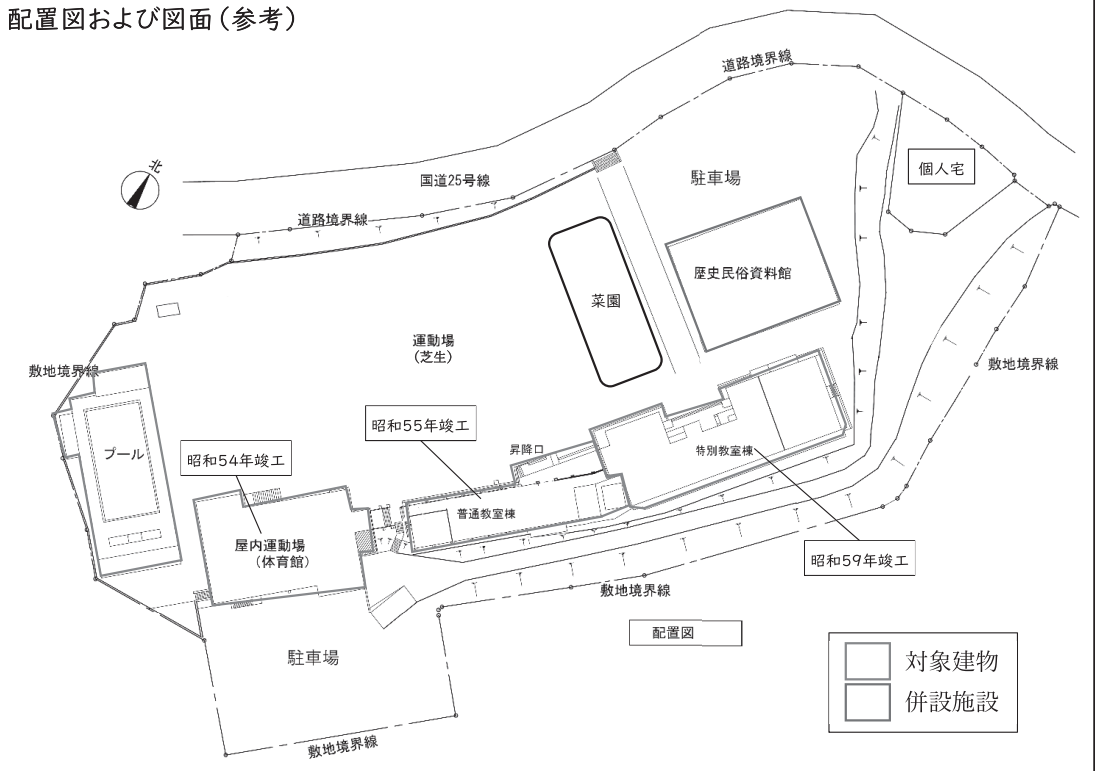 配置図および図面（参考）
道路境界線
北
国道25号線
駐車場
個人宅
道路境界線
歴史民俗資料館
菜園
運動場
（芝生）
敷地境界線
敷地境界線
昭和55年竣工
プール
昭和54年竣工
昇降口
特別教室棟
普通教室棟
屋内運動場
（体育館）
昭和59年竣工
敷地境界線
配置図
駐車場
対象建物
併設施設
敷地境界線